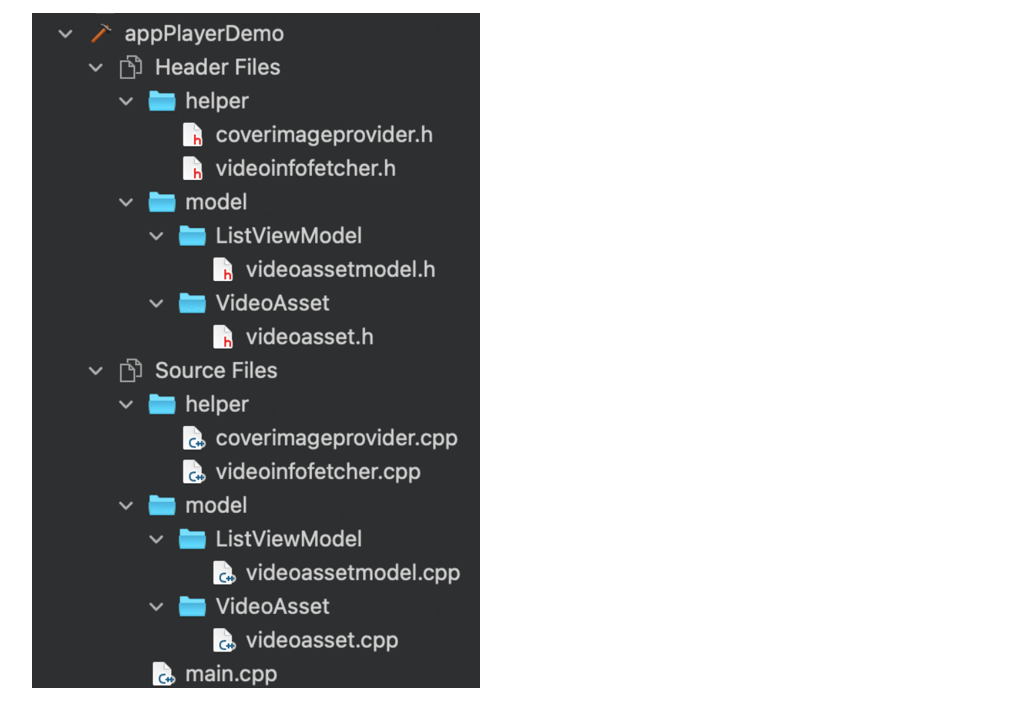 appPlayerDemo
Header Files
helper
coverimageprovider.h
videoinfofetcher.h
model
ListViewModel
videoassetmodel.h
VideoAsset
videoasset.h
Source Files
helper
coverimageprovider.cpp
videoinfofetcher.cpp
model
ListViewModel
videoassetmodel.cpp
VideoAsset
videoasset.cpp
main.cpp